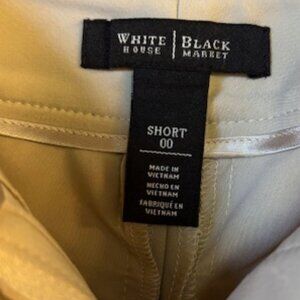 WHITE | BLACK
HOUSE | MARKET
SHORT
00
MADE IN
VIETNAM
HECHO EN
VIETNAM
FABRIQUÉ EN
VIETNAM